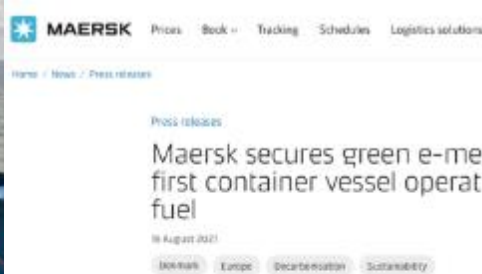 MAERSK Prices Book Tracking Schedules Logistics solutions
Home / News / Press releases
Press releases
Maersk secures green e-me
first container vessel operat
fuel
18 August 2021
Denmark Europe Decarbonisation Sustainability